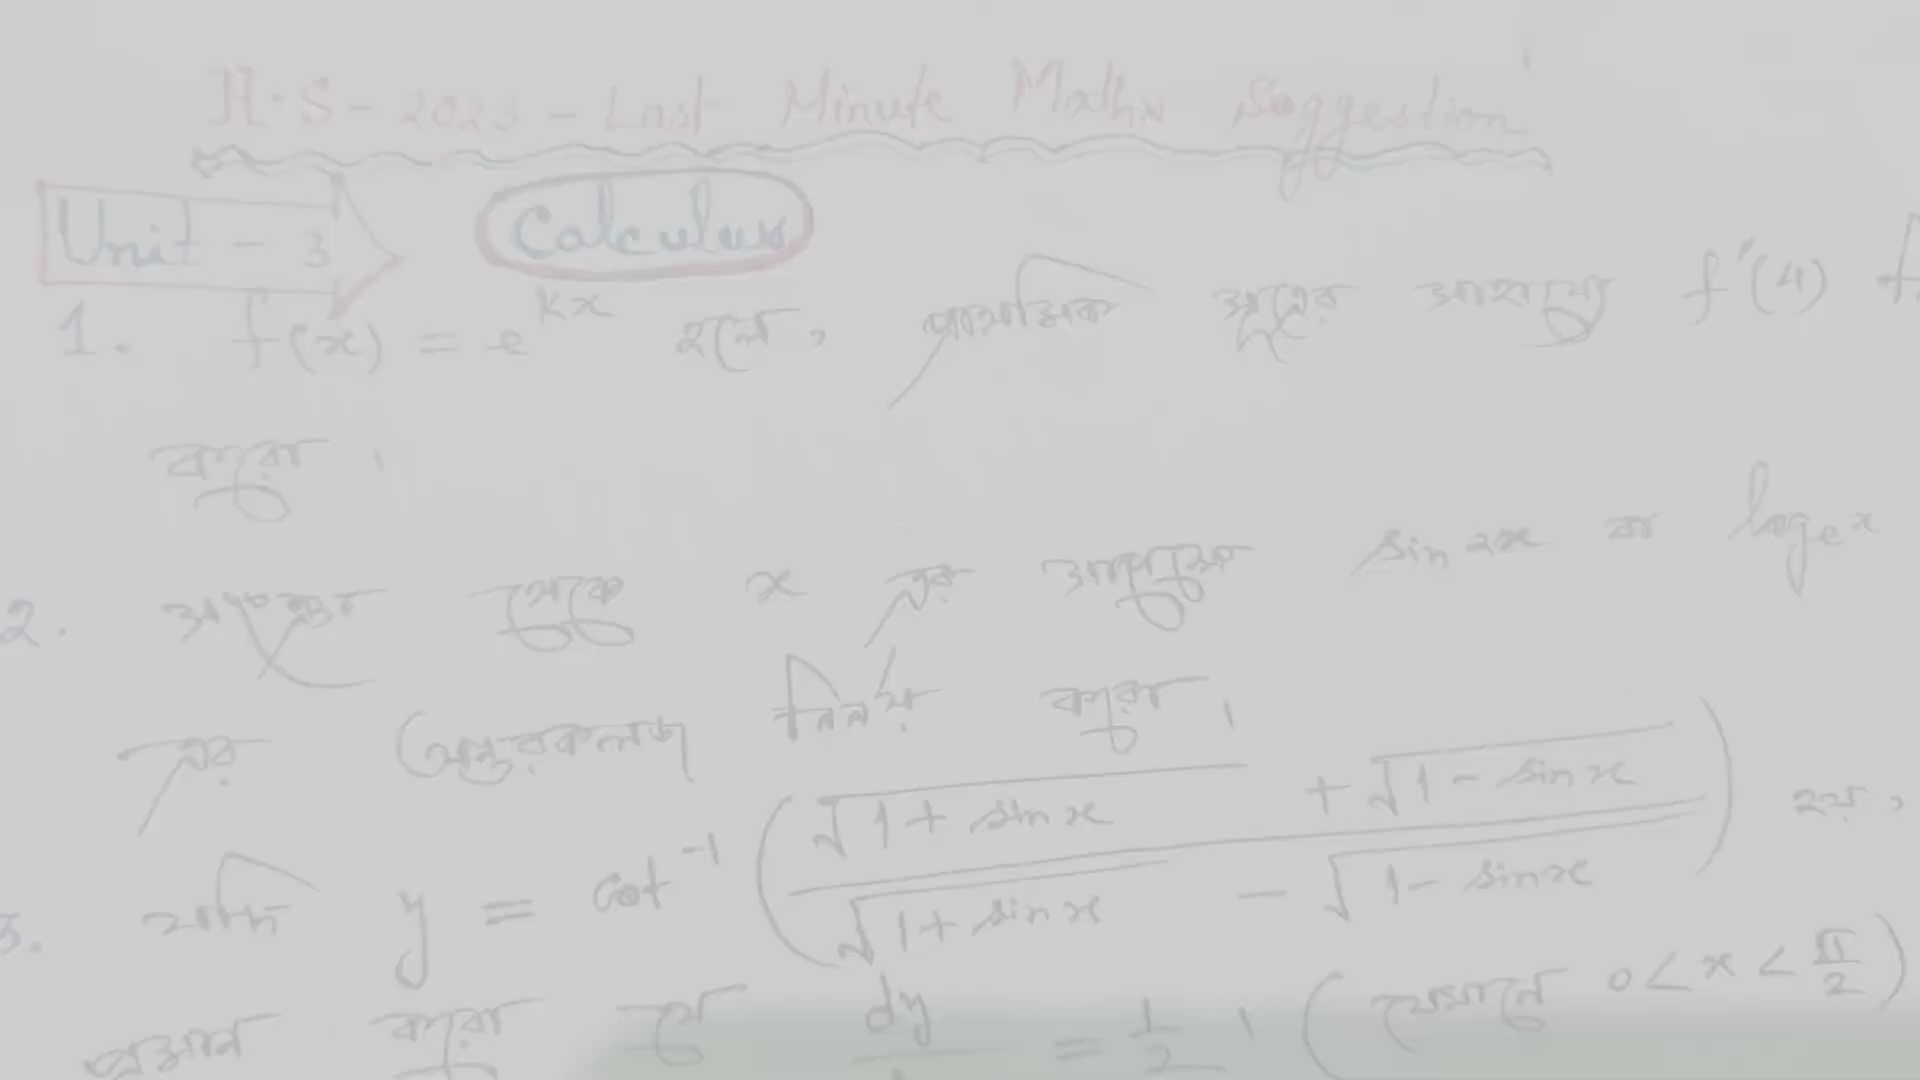 H.S - 2023 - Last Minute Maths Suggestion
Unit - 3 Calculus
1. f(x) = e^{kx} হলে, প্রাথমিক সূত্রের সাহায্যে f'(4)
করো।
2. সংজ্ঞা থেকে x এর সাপেক্ষে sin 2x বা log_e x
এর অন্তরকলজ নির্ণয় করো।
3. যদি y = cot^{-1} ( (√(1 + sin x) + √(1 - sin x)) / (√(1 + sin x) - √(1 - sin x)) ) হয়,
প্রমান করো যে dy = 1/2। (যেখানে 0 < x < π/2)